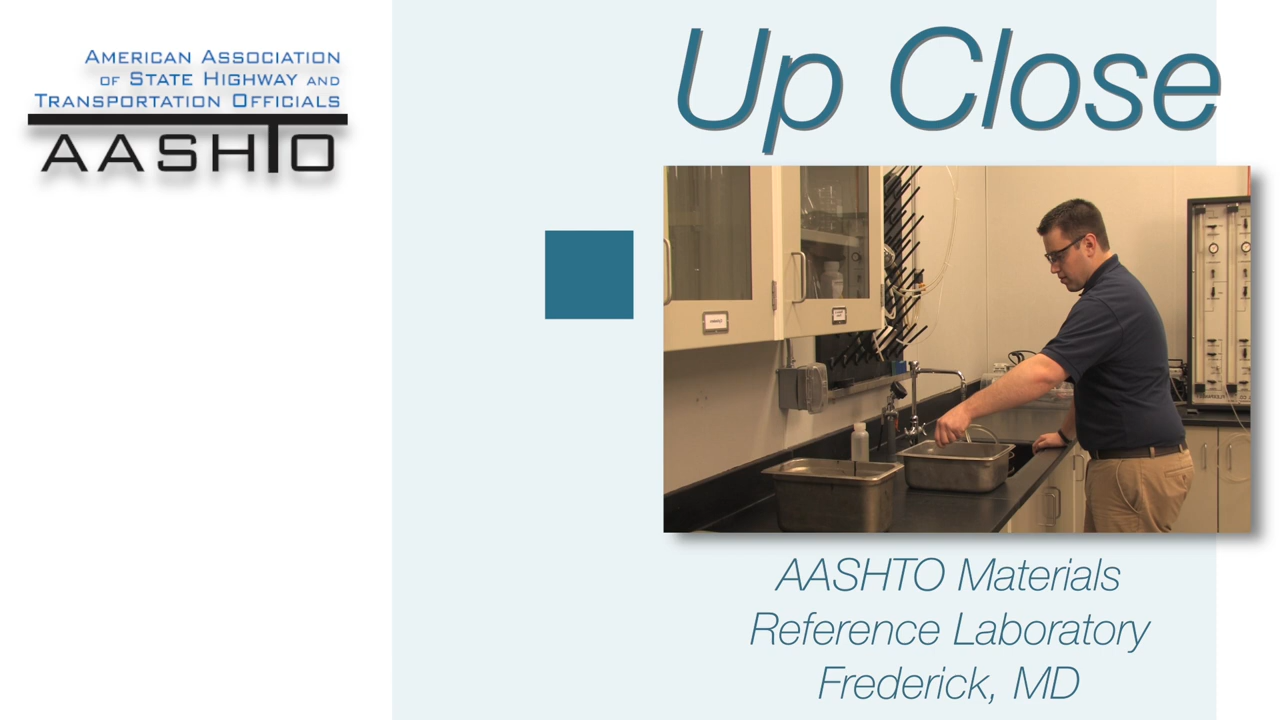 AMERICAN ASSOCIATION
OF STATE HIGHWAY AND
TRANSPORTATION OFFICIALS
AASHTO
Up Close
AASHTO Materials
Reference Laboratory
Frederick, MD